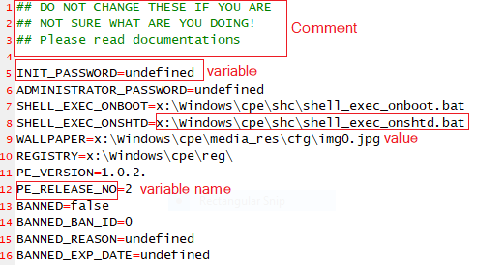 1 ## DO NOT CHANGE THESE IF YOU ARE
2 ## NOT SURE WHAT ARE YOU DOING!
3 ## Please read documentations
Comment
4
5 INIT_PASSWORD=undefined variable
6 ADMINISTRATOR_PASSWORD=undefined
7 SHELL_EXEC_ONBOOT=x:\Windows\cpe\shc\shell_exec_onboot.bat
8 SHELL_EXEC_ONSHTD=x:\Windows\cpe\shc\shell_exec_onshtd.bat
9 WALLPAPER=x:\Windows\cpe\media_res\cfg\img0.jpg value
10 REGISTRY=x:\Windows\cpe\reg\
11 PE_VERSION=1.0.2.
12 PE_RELEASE_NO=2 variable name
13 BANNED=false
14 BANNED_BAN_ID=0
15 BANNED_REASON=undefined
16 BANNED_EXP_DATE=undefined